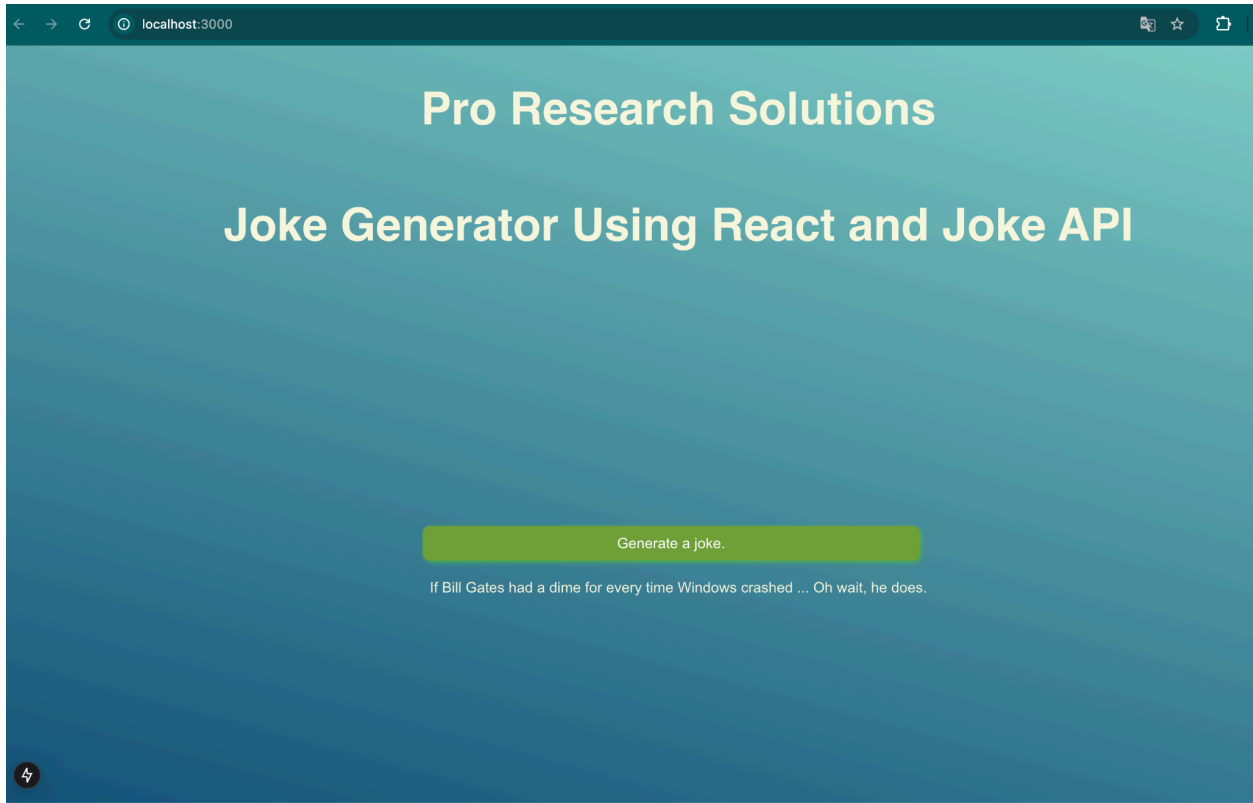 localhost:3000
Pro Research Solutions
Joke Generator Using React and Joke API
Generate a joke.
If Bill Gates had a dime for every time Windows crashed ... Oh wait, he does.